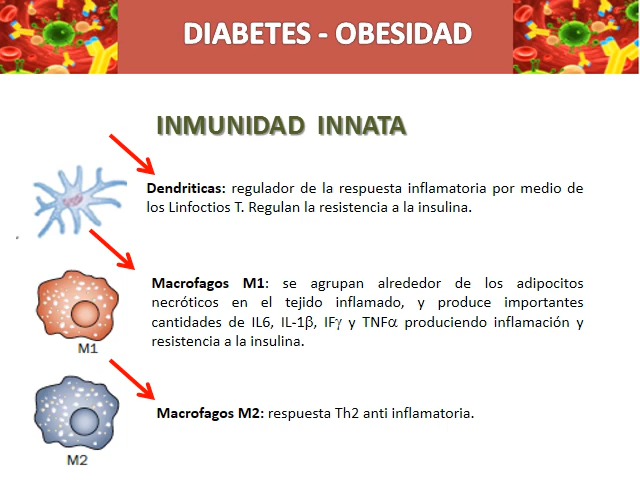 DIABETES - OBESIDAD
INMUNIDAD INNATA
Dendriticas: regulador de la respuesta inflamatoria por medio de
los Linfoctios T. Regulan la resistencia a la insulina.
Macrofagos M1: se agrupan alrededor de los adipocitos
necróticos en el tejido inflamado, y produce importantes
cantidades de IL6, IL-1β, IFγ y TNFα produciendo inflamación y
resistencia a la insulina.
M1
Macrofagos M2: respuesta Th2 anti inflamatoria.
M2